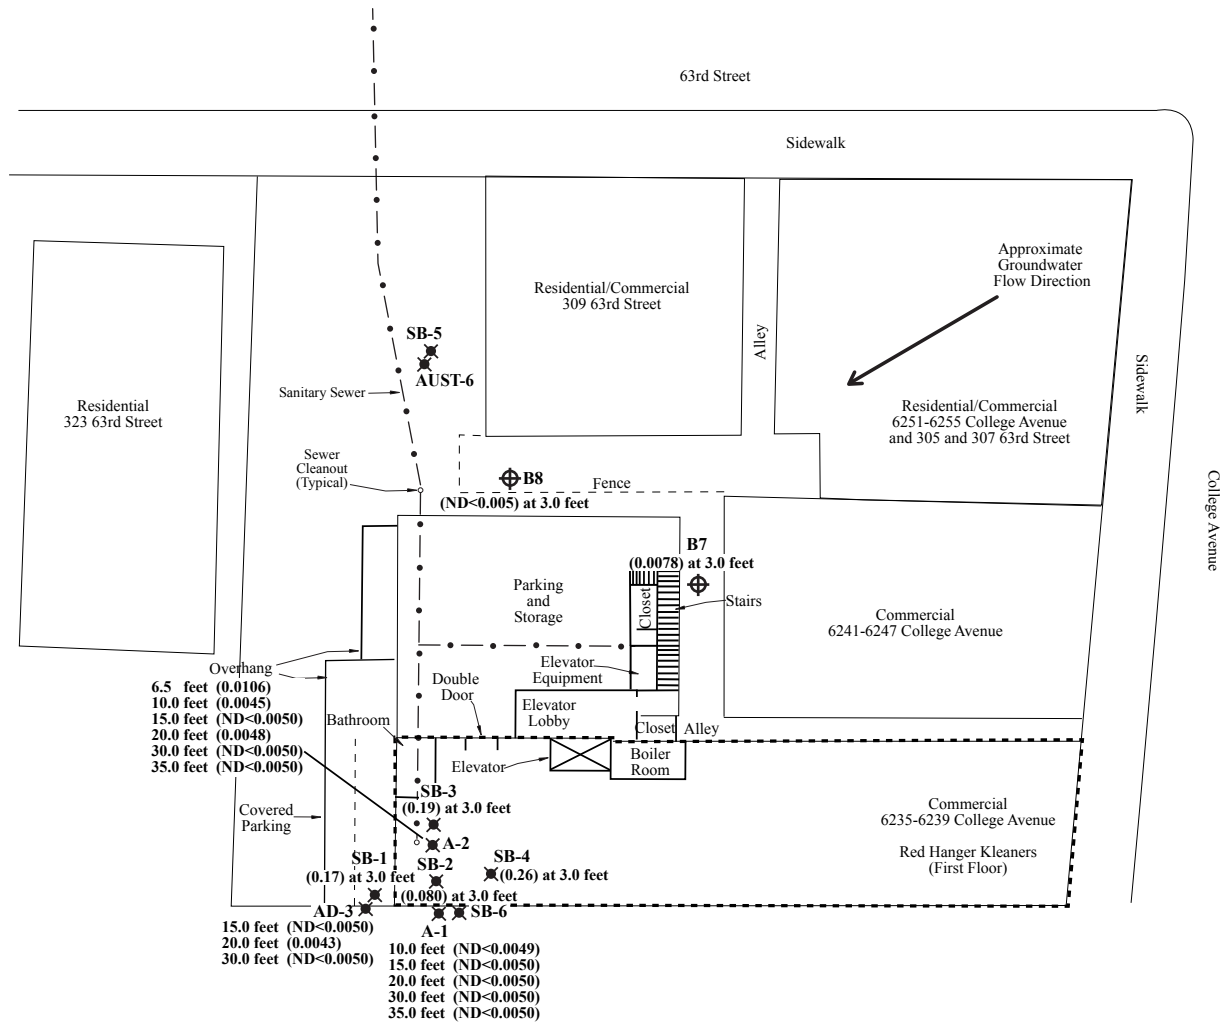 63rd Street
Sidewalk
Approximate
Groundwater
Flow Direction
Residential/Commercial
309 63rd Street
Alley
SB-5
AUST-6
Sanitary Sewer
Sidewalk
Residential
323 63rd Street
Residential/Commercial
6251-6255 College Avenue
and 305 and 307 63rd Street
Sewer
Cleanout
(Typical)
B8
Fence
(ND<0.005) at 3.0 feet
College Avenue
B7
(0.0078) at 3.0 feet
Parking
and
Storage
Closet
Stairs
Commercial
6241-6247 College Avenue
Overhang
Elevator
Equipment
Double
Door
6.5 feet (0.0106)
10.0 feet (0.0045)
15.0 feet (ND<0.0050)
20.0 feet (0.0048)
30.0 feet (ND<0.0050)
35.0 feet (ND<0.0050)
Elevator
Lobby
Bathroom
Closet
Alley
Elevator
Boiler
Room
SB-3
(0.19) at 3.0 feet
Covered
Parking
Commercial
6235-6239 College Avenue
A-2
Red Hanger Kleaners
(First Floor)
SB-1
(0.17) at 3.0 feet
SB-2
(0.080) at 3.0 feet
SB-4
(0.26) at 3.0 feet
AD-3
15.0 feet (ND<0.0050)
20.0 feet (0.0043)
30.0 feet (ND<0.0050)
SB-6
A-1
10.0 feet (ND<0.0049)
15.0 feet (ND<0.0050)
20.0 feet (ND<0.0050)
30.0 feet (ND<0.0050)
35.0 feet (ND<0.0050)